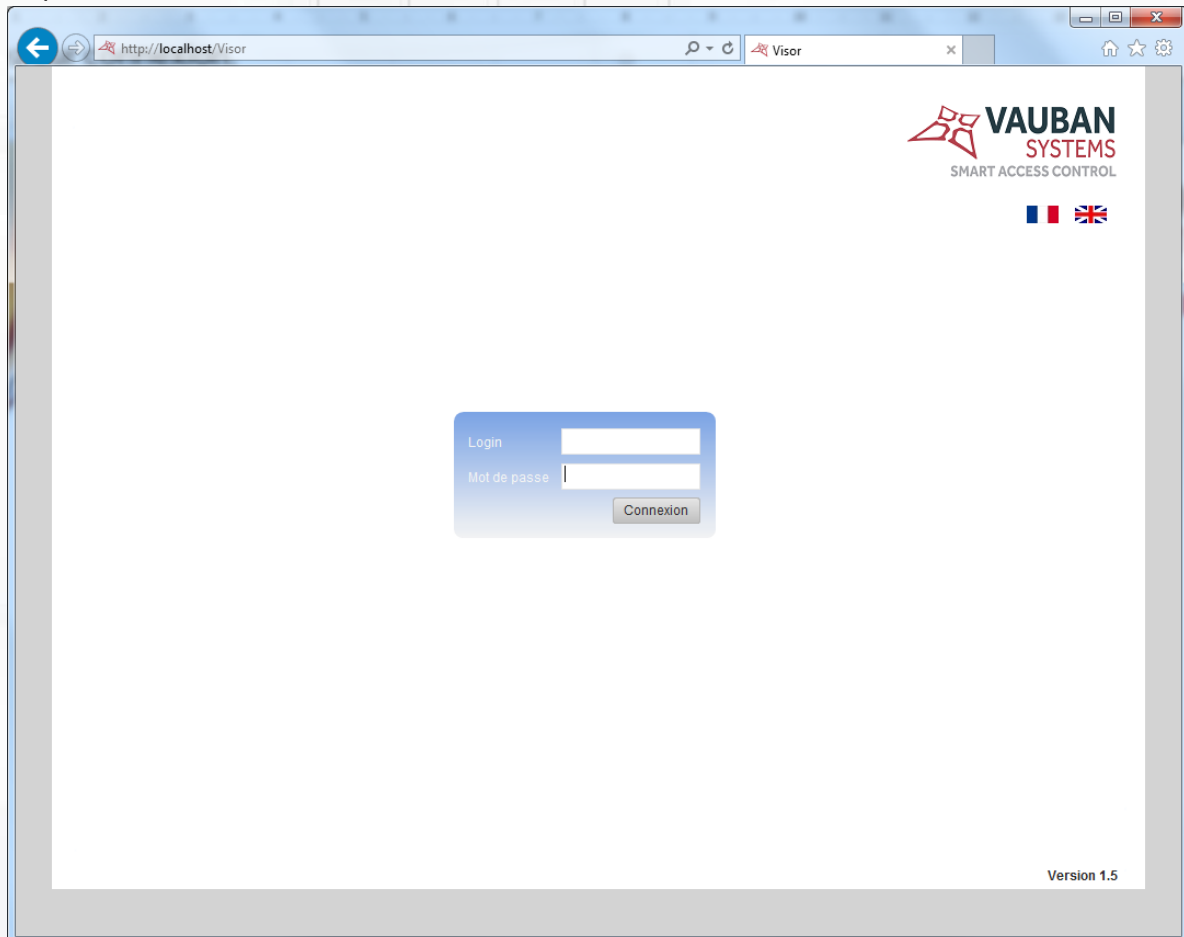 http://localhost/Visor
Visor
VAUBAN
SYSTEMS
SMART ACCESS CONTROL
Login
Mot de passe
Connexion
Version 1.5